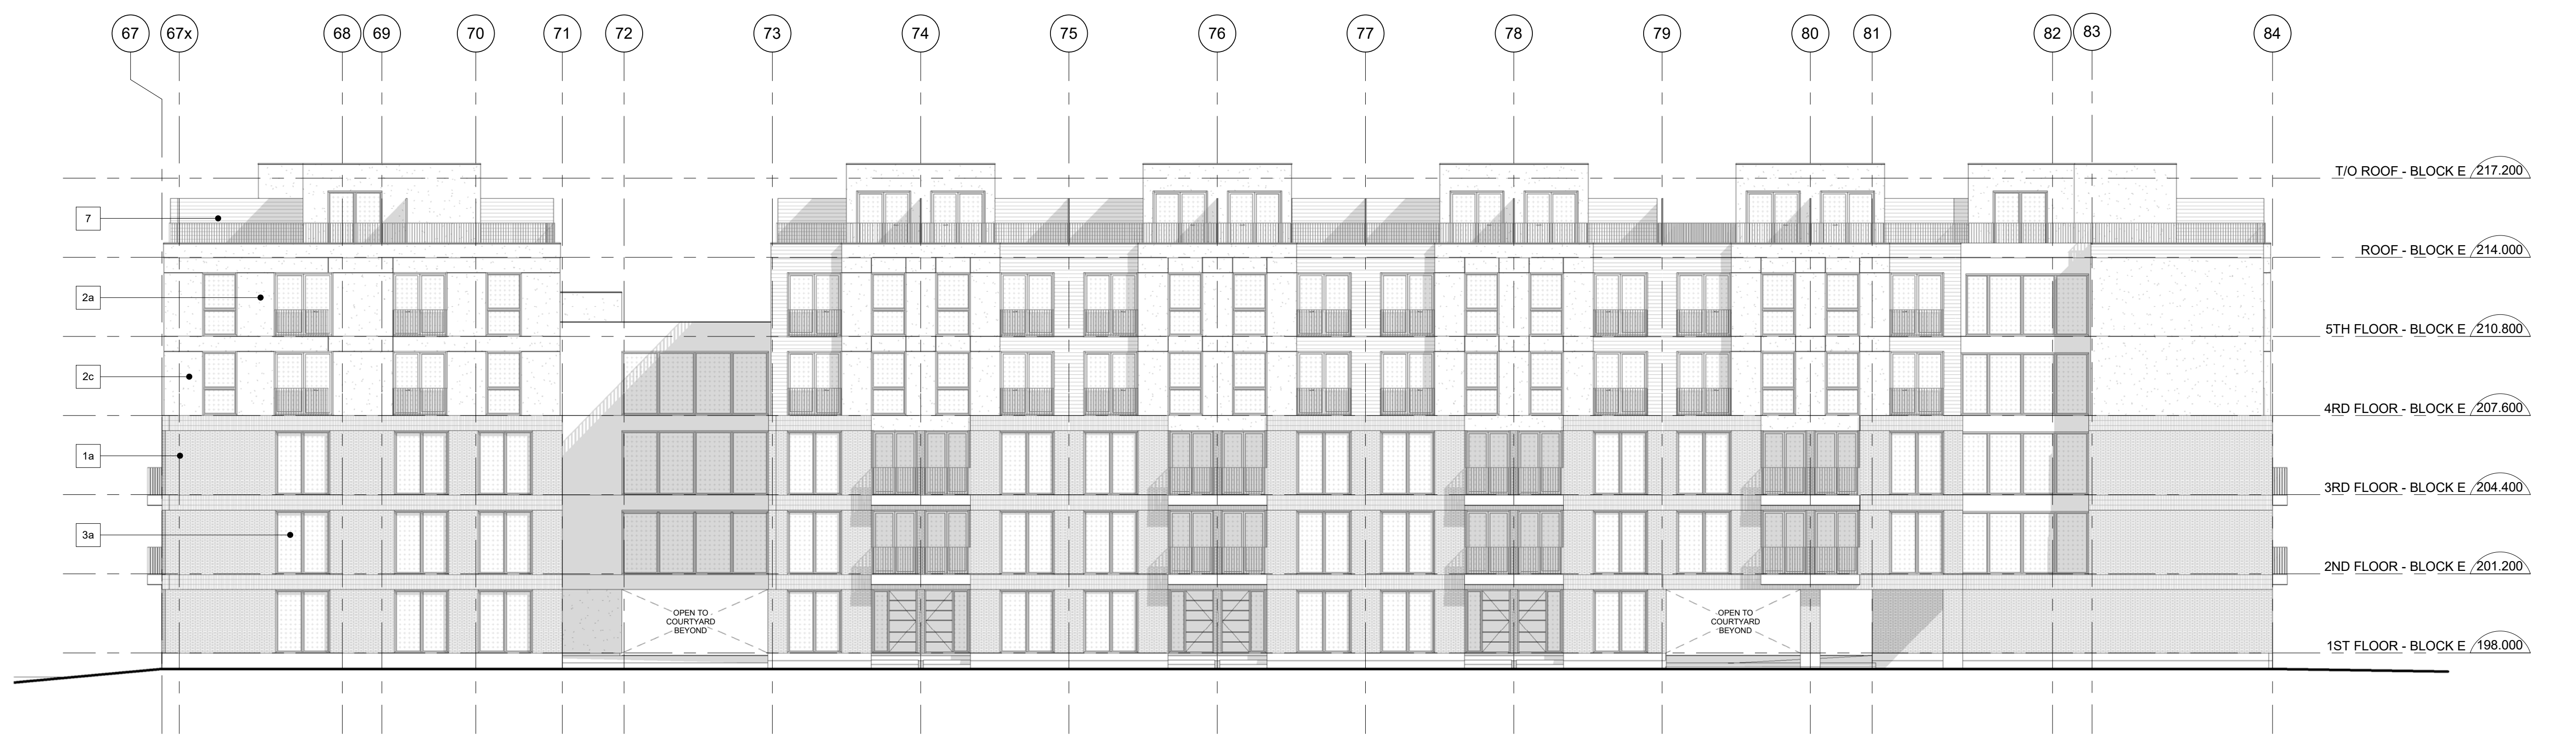 67 67x 68 69 70 71 72 73 74 75 76 77 78 79 80 81 82 83 84
T/O ROOF - BLOCK E 217.200
7
ROOF - BLOCK E 214.000
2a
5TH FLOOR - BLOCK E 210.800
2c
4RD FLOOR - BLOCK E 207.600
1a
3RD FLOOR - BLOCK E 204.400
3a
2ND FLOOR - BLOCK E 201.200
OPEN TO
COURTYARD
BEYOND
OPEN TO
COURTYARD
BEYOND
1ST FLOOR - BLOCK E 198.000